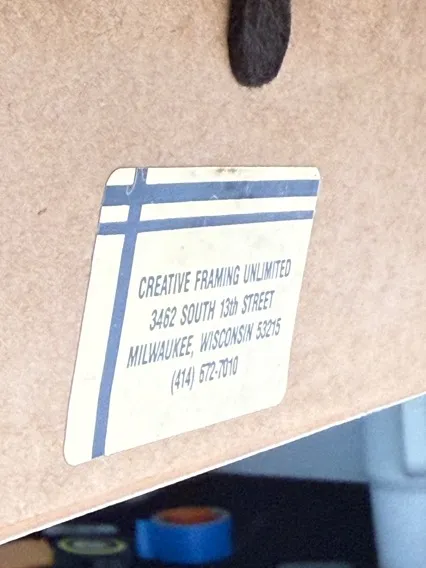 CREATIVE FRAMING UNLIMITED
3462 SOUTH 13th STREET
MILWAUKEE, WISCONSIN 53215
(414) 672-7010